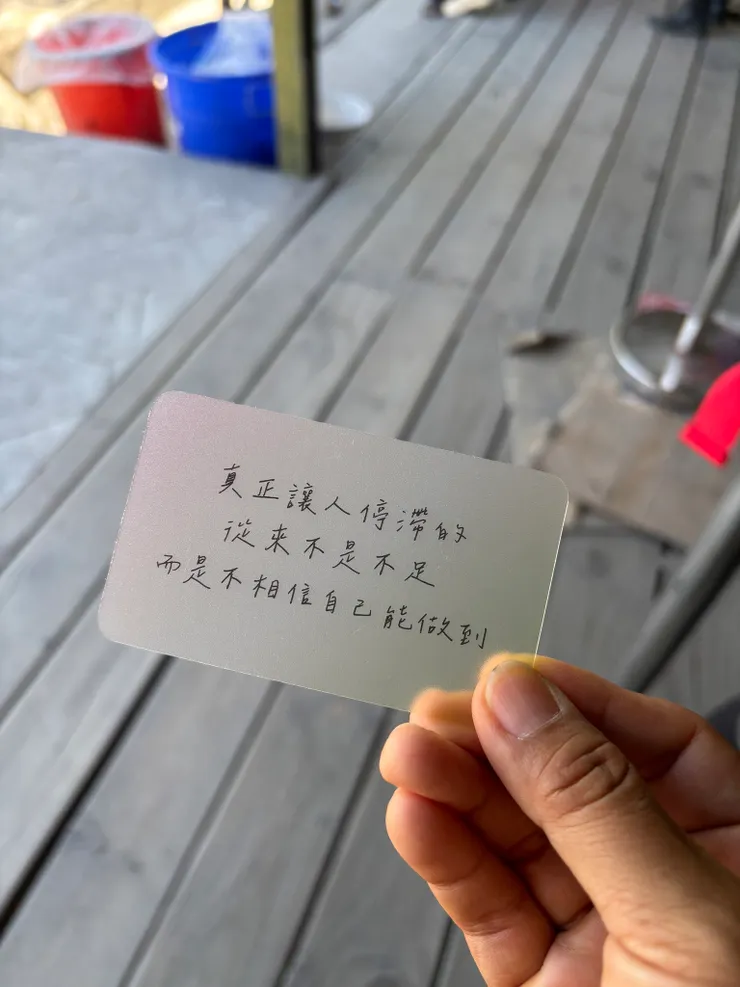 真正讓人停滯的
從來不是不足
而是不相信自己能做到